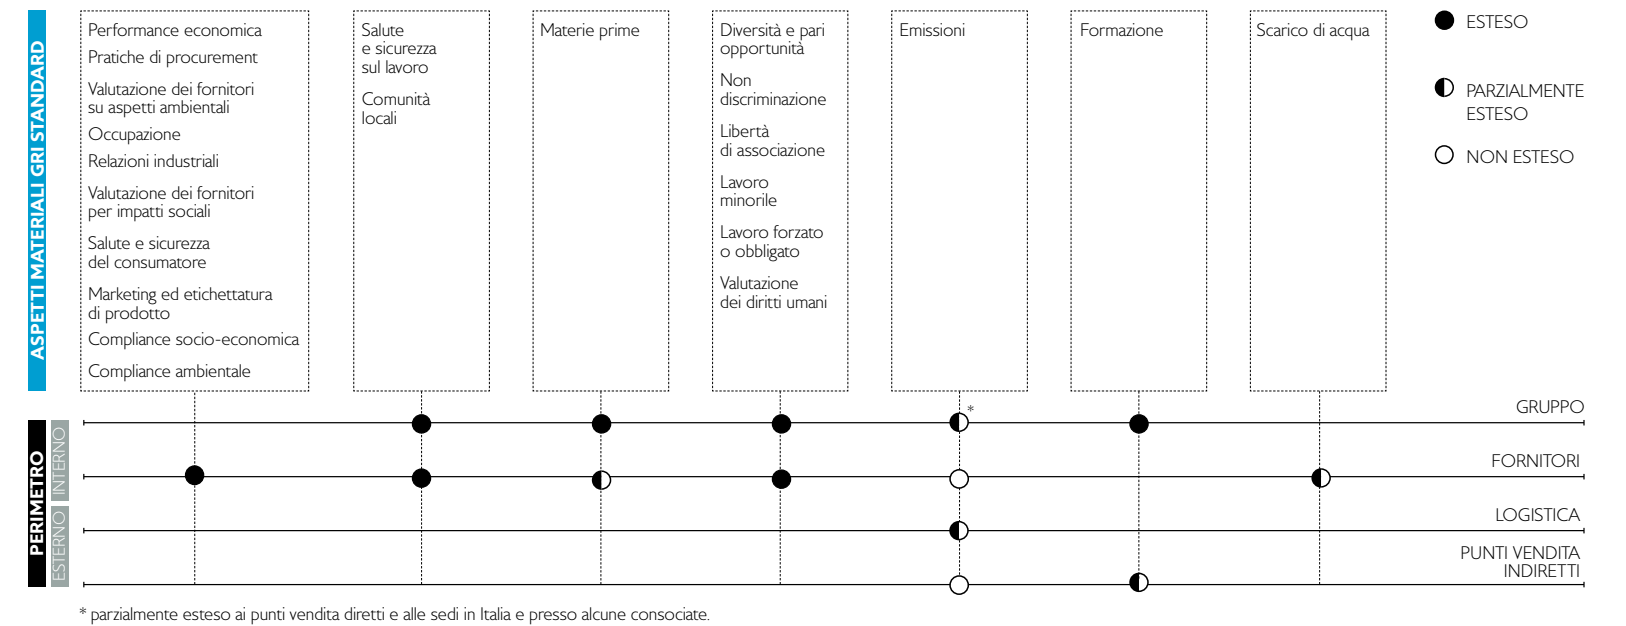 ASPETTI MATERIALI GRI STANDARD
Performance economica
Pratiche di procurement
Valutazione dei fornitori
su aspetti ambientali
Occupazione
Relazioni industriali
Valutazione dei fornitori
per impatti sociali
Salute e sicurezza
del consumatore
Marketing ed etichettatura
di prodotto
Compliance socio-economica
Compliance ambientale
Salute
e sicurezza
sul lavoro
Comunità
locali
Materie prime
Diversità e pari
opportunità
Non
discriminazione
Libertà
di associazione
Lavoro
minorile
Lavoro forzato
o obbligato
Valutazione
dei diritti umani
Emissioni
Formazione
Scarico di acqua
ESTESO
PARZIALMENTE
ESTESO
NON ESTESO
PERIMETRO
INTERNO
ESTERNO
*
GRUPPO
FORNITORI
LOGISTICA
PUNTI VENDITA
INDIRETTI
* parzialmente esteso ai punti vendita diretti e alle sedi in Italia e presso alcune consociate.